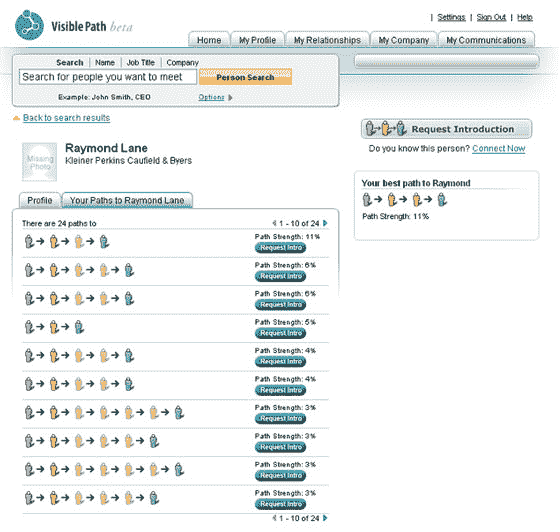 Visible Path beta
| Settings | Sign Out | Help
Home My Profile My Relationships My Company My Communications
Search | Name | Job Title | Company
Search for people you want to meet Person Search
Example: John Smith, CEO Options
Back to search results
Request Introduction
Do you know this person? Connect Now
Missing Photo
Raymond Lane
Kleiner Perkins Caufield & Byers
Your best path to Raymond
Path Strength: 11%
Profile Your Paths to Raymond Lane
There are 24 paths to 1 - 10 of 24
Path Strength: 11%
Request Intro
Path Strength: 6%
Request Intro
Path Strength: 6%
Request Intro
Path Strength: 5%
Request Intro
Path Strength: 4%
Request Intro
Path Strength: 4%
Request Intro
Path Strength: 3%
Request Intro
Path Strength: 3%
Request Intro
Path Strength: 3%
Request Intro
Path Strength: 3%
Request Intro
1 - 10 of 24